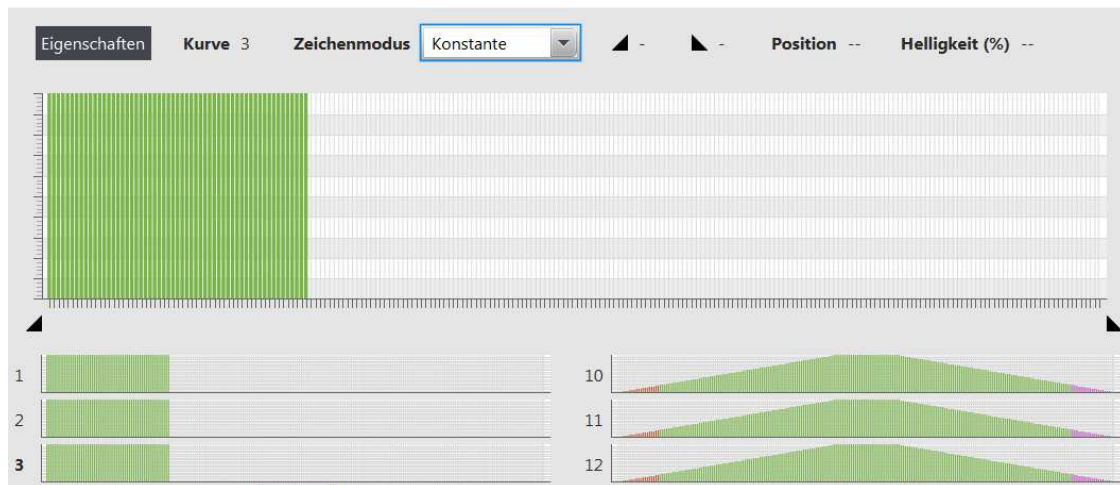 Eigenschaften Kurve 3 Zeichenmodus Konstante - - Position -- Helligkeit (%) --
1 10
2 11
3 12